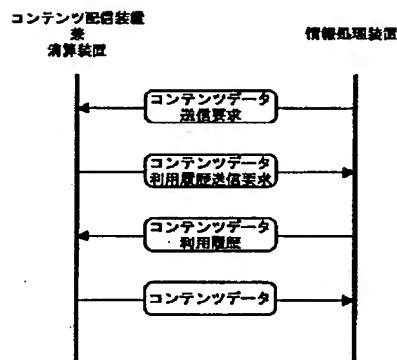 コンテンツ配信装置
兼
清算装置
情報処理装置
コンテンツデータ
送信要求
コンテンツデータ
利用履歴送信要求
コンテンツデータ
利用履歴
コンテンツデータ